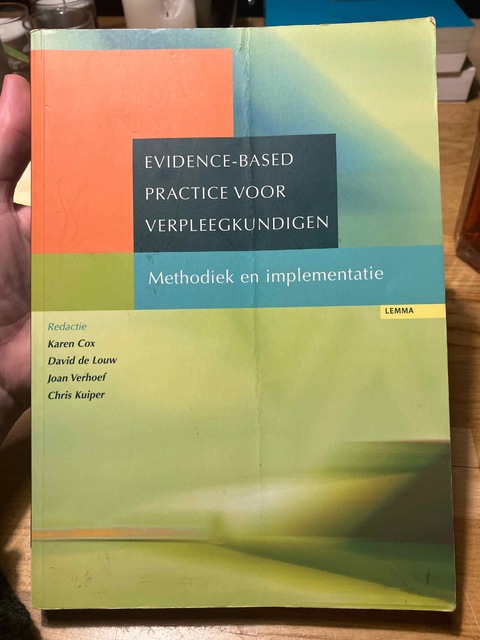 EVIDENCE-BASED
PRACTICE VOOR
VERPLEEGKUNDIGEN
Methodiek en implementatie
LEMMA
Redactie
Karen Cox
David de Louw
Joan Verhoef
Chris Kuiper